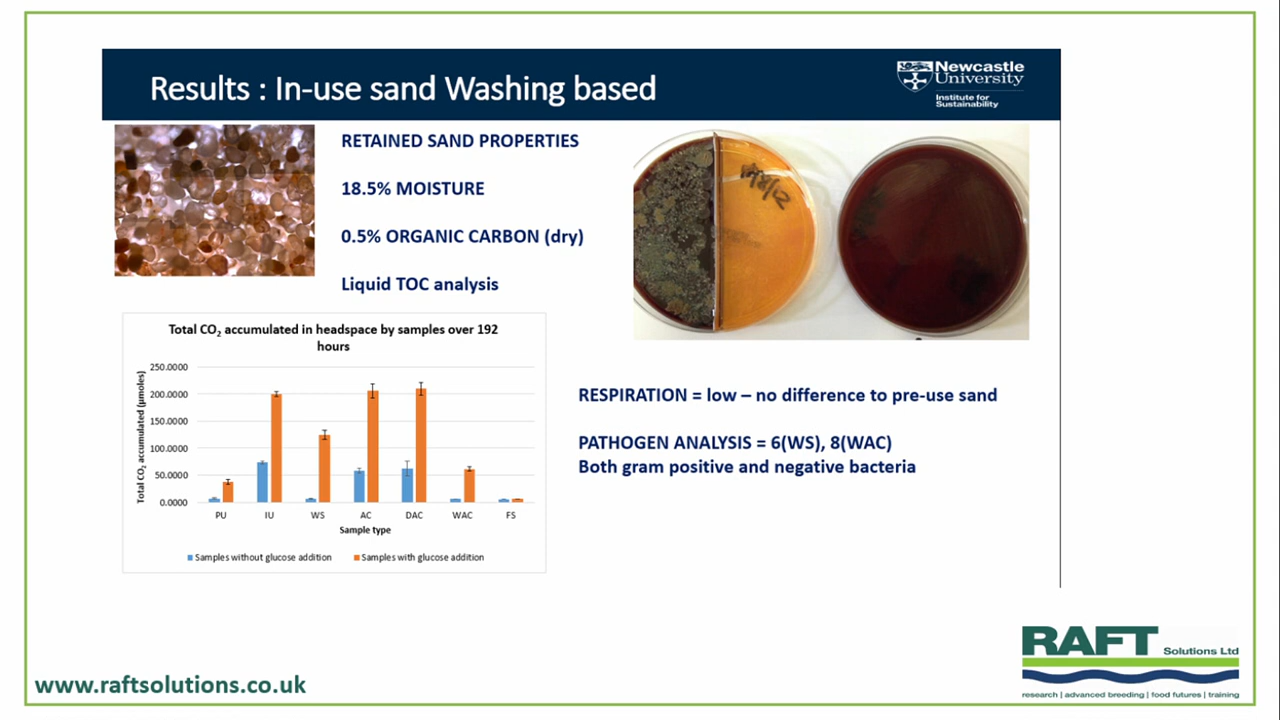 Results : In-use sand Washing based
Newcastle
University
Institute for
Sustainability
RETAINED SAND PROPERTIES
18.5% MOISTURE
0.5% ORGANIC CARBON (dry)
Liquid TOC analysis
Total CO₂ accumulated in headspace by samples over 192
hours
Total CO₂ accumulated (µmoles)
250.0000
200.0000
150.0000
100.0000
50.0000
0.0000
PU IU WS AC DAC WAC FS
Sample type
Samples without glucose addition Samples with glucose addition
RESPIRATION = low – no difference to pre-use sand
PATHOGEN ANALYSIS = 6(WS), 8(WAC)
Both gram positive and negative bacteria
RAFT Solutions Ltd
research | advanced breeding | food futures | training
www.raftsolutions.co.uk